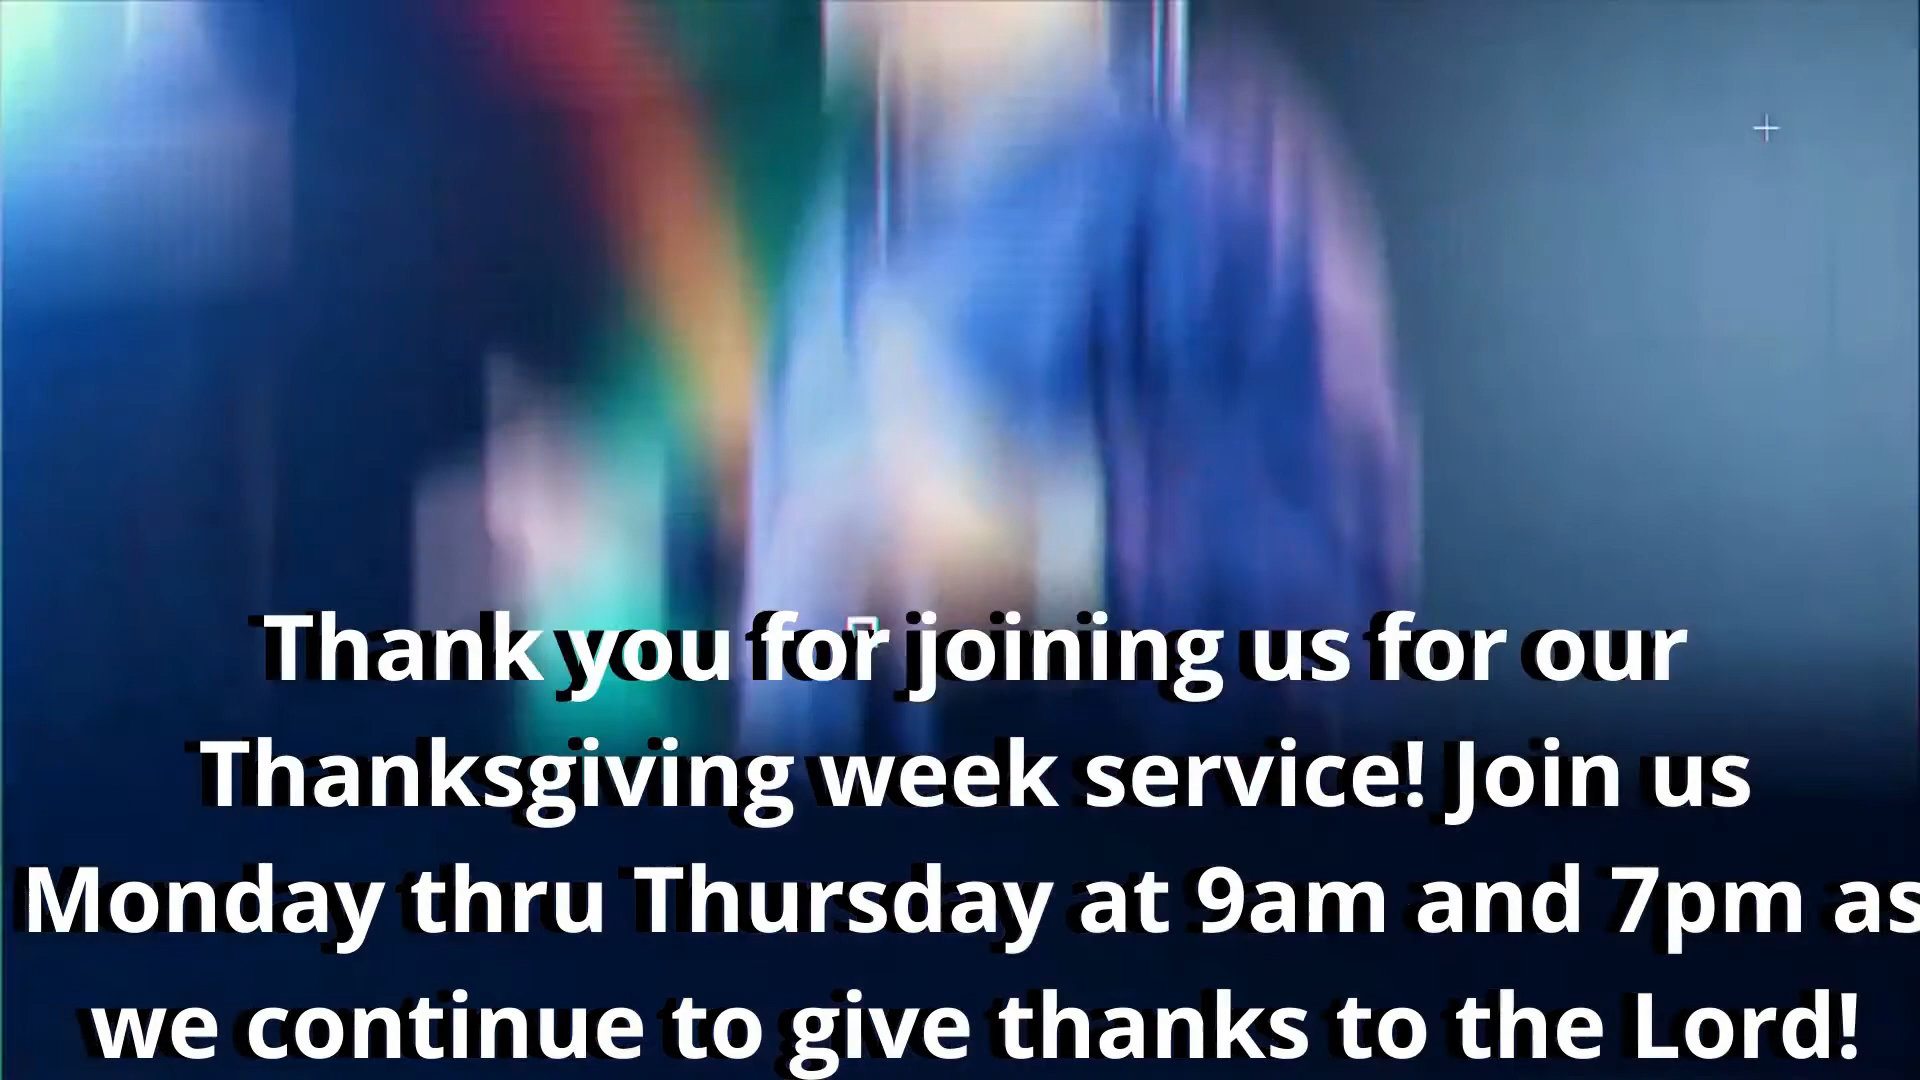 Thank you for joining us for our
Thanksgiving week service! Join us
Monday thru Thursday at 9am and 7pm as
we continue to give thanks to the Lord!